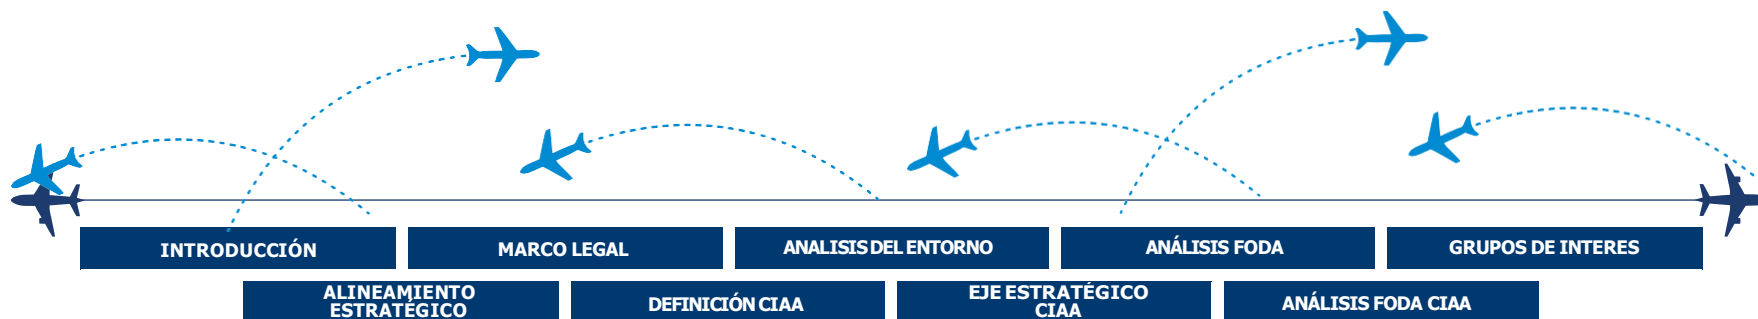 INTRODUCCIÓN
MARCO LEGAL
ANALISIS DEL ENTORNO
ANÁLISIS FODA
GRUPOS DE INTERES
ALINEAMIENTO
ESTRATÉGICO
DEFINICIÓN CIAA
EJE ESTRATÉGICO
CIAA
ANÁLISIS FODA CIAA